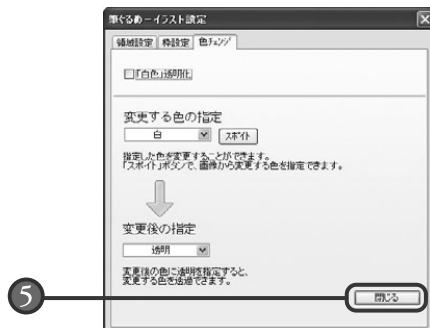 筆ぐるめ－イラスト設定
領域設定 枠設定 色チェンジ
「白色」透明化
変更する色の指定
白 スポイト
指定した色を変更することができます。
「スポイト」ボタンで、画像から変更する色を指定できます。
変更後の指定
透明
変更後の色に透明を指定すると、
変更する色を透過できます。
5 閉じる